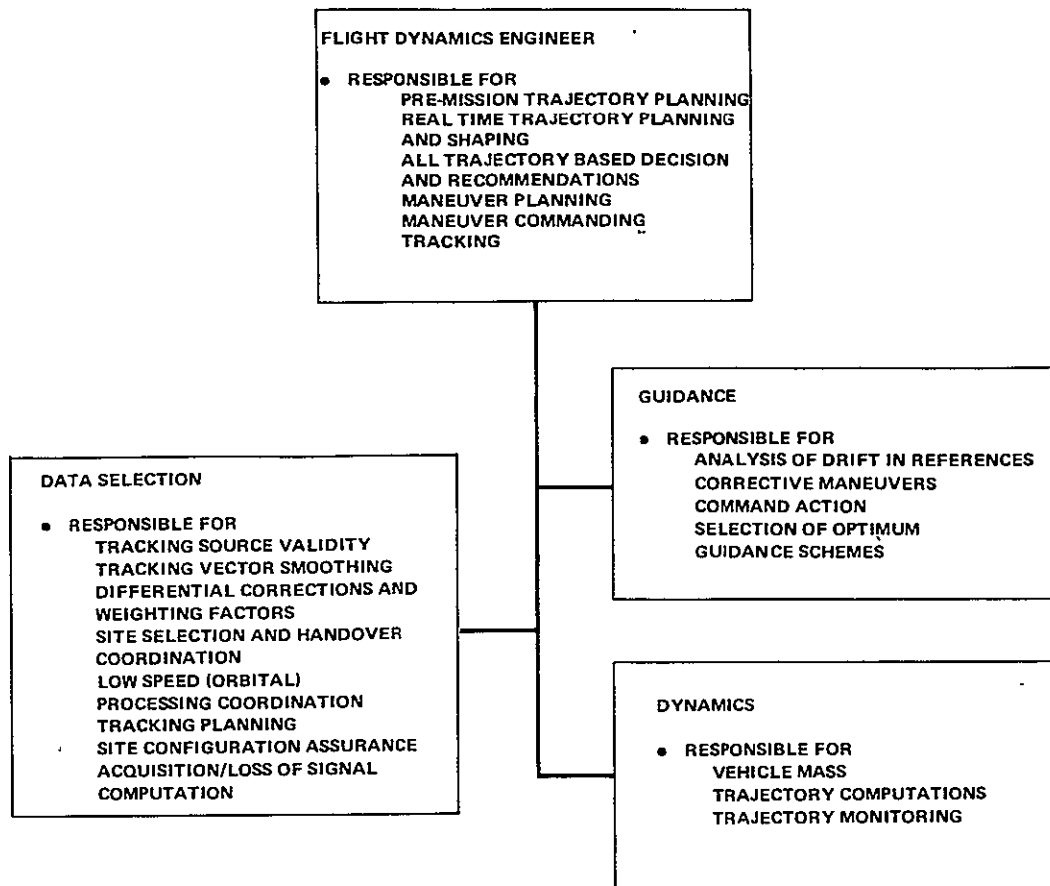 FLIGHT DYNAMICS ENGINEER
• RESPONSIBLE FOR
PRE-MISSION TRAJECTORY PLANNING
REAL TIME TRAJECTORY PLANNING
AND SHAPING
ALL TRAJECTORY BASED DECISION
AND RECOMMENDATIONS
MANEUVER PLANNING
MANEUVER COMMANDING
TRACKING
GUIDANCE
• RESPONSIBLE FOR
ANALYSIS OF DRIFT IN REFERENCES
CORRECTIVE MANEUVERS
COMMAND ACTION
SELECTION OF OPTIMUM
GUIDANCE SCHEMES
DATA SELECTION
• RESPONSIBLE FOR
TRACKING SOURCE VALIDITY
TRACKING VECTOR SMOOTHING
DIFFERENTIAL CORRECTIONS AND
WEIGHTING FACTORS
SITE SELECTION AND HANDOVER
COORDINATION
LOW SPEED (ORBITAL)
PROCESSING COORDINATION
TRACKING PLANNING
SITE CONFIGURATION ASSURANCE
ACQUISITION/LOSS OF SIGNAL
COMPUTATION
DYNAMICS
• RESPONSIBLE FOR
VEHICLE MASS
TRAJECTORY COMPUTATIONS
TRAJECTORY MONITORING